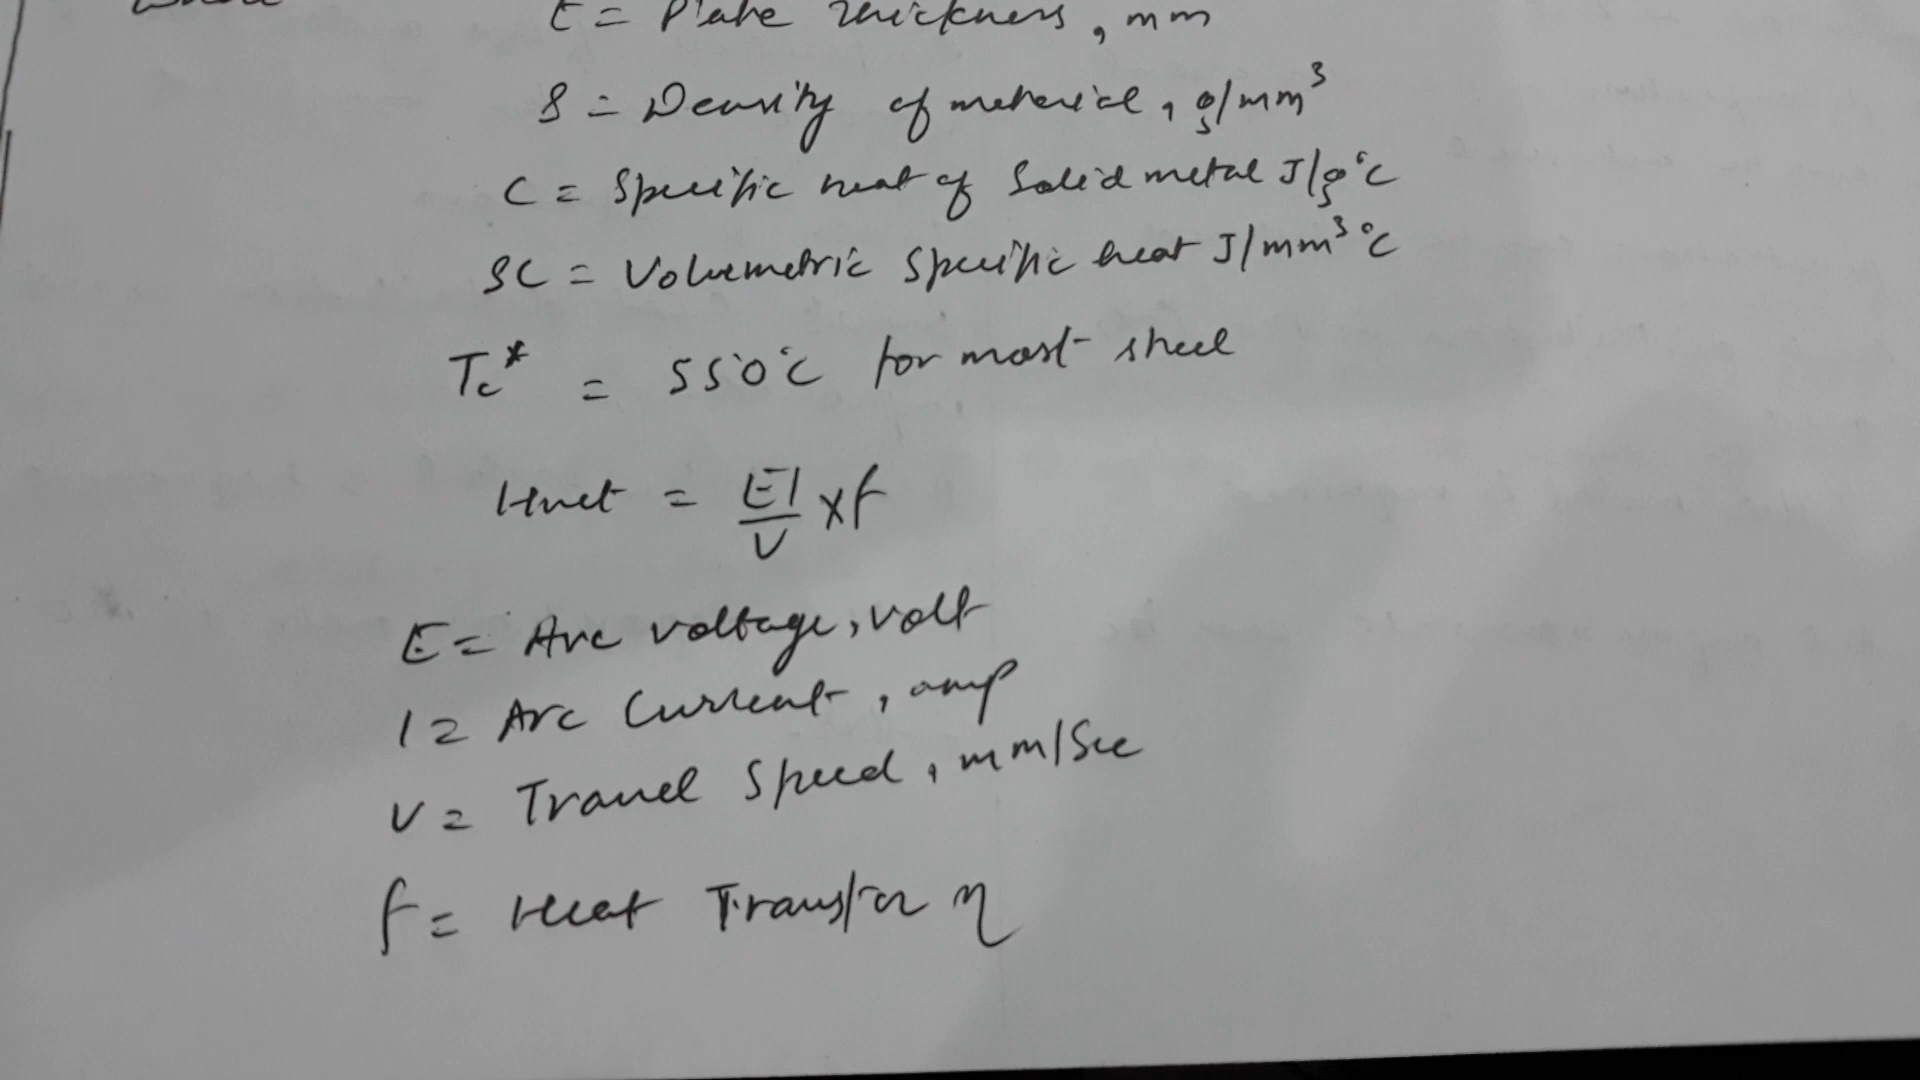 where
t = Plate thickness, mm
ρ = Density of material, g/mm³
C = Specific heat of solid metal J/g°C
ρC = Volumetric specific heat J/mm³°C
Tc* = 550°C for most steel
Hnet = EI/V × f
E = Arc voltage, volt
I = Arc Current, amp
V = Travel Speed, mm/Sec
f = Heat Transfer η